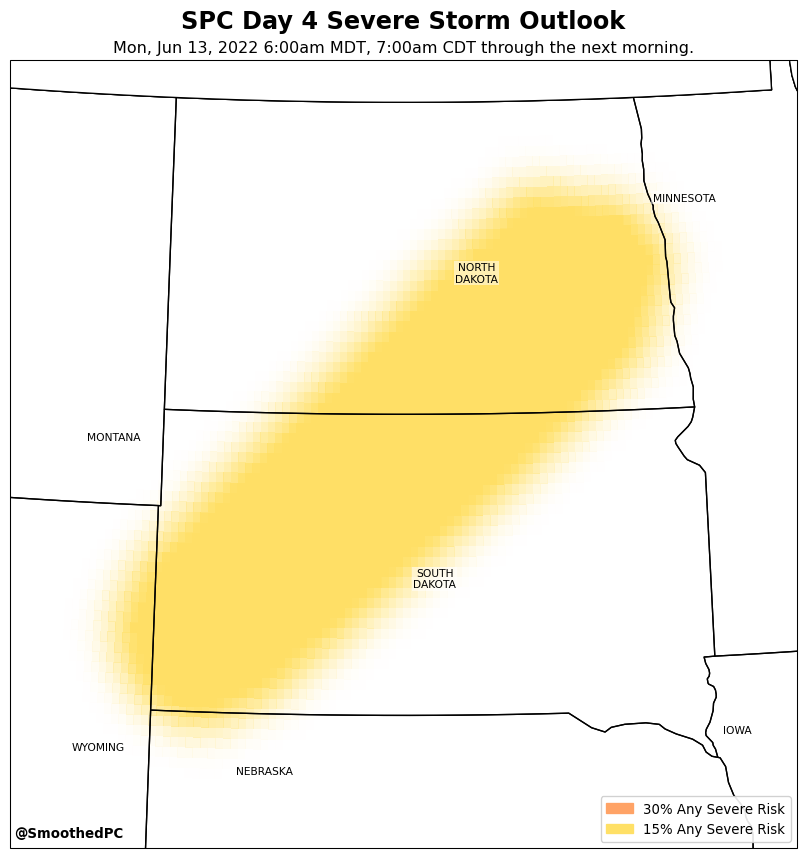 SPC Day 4 Severe Storm Outlook
Mon, Jun 13, 2022 6:00am MDT, 7:00am CDT through the next morning.
MINNESOTA
NORTH
DAKOTA
MONTANA
SOUTH
DAKOTA
IOWA
WYOMING
NEBRASKA
30% Any Severe Risk
15% Any Severe Risk
@SmoothedPC